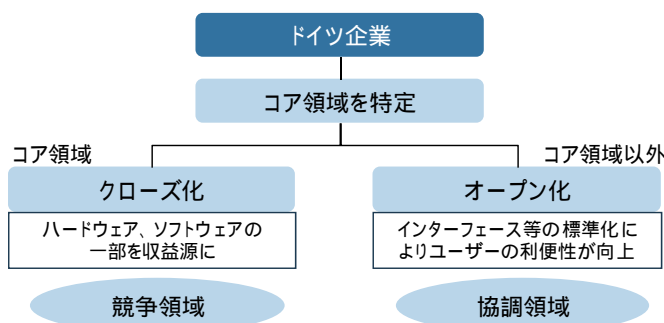 ドイツ企業
コア領域を特定
コア領域
コア領域以外
クローズ化
オープン化
ハードウェア、ソフトウェアの
一部を収益源に
インターフェース等の標準化に
よりユーザーの利便性が向上
競争領域
協調領域